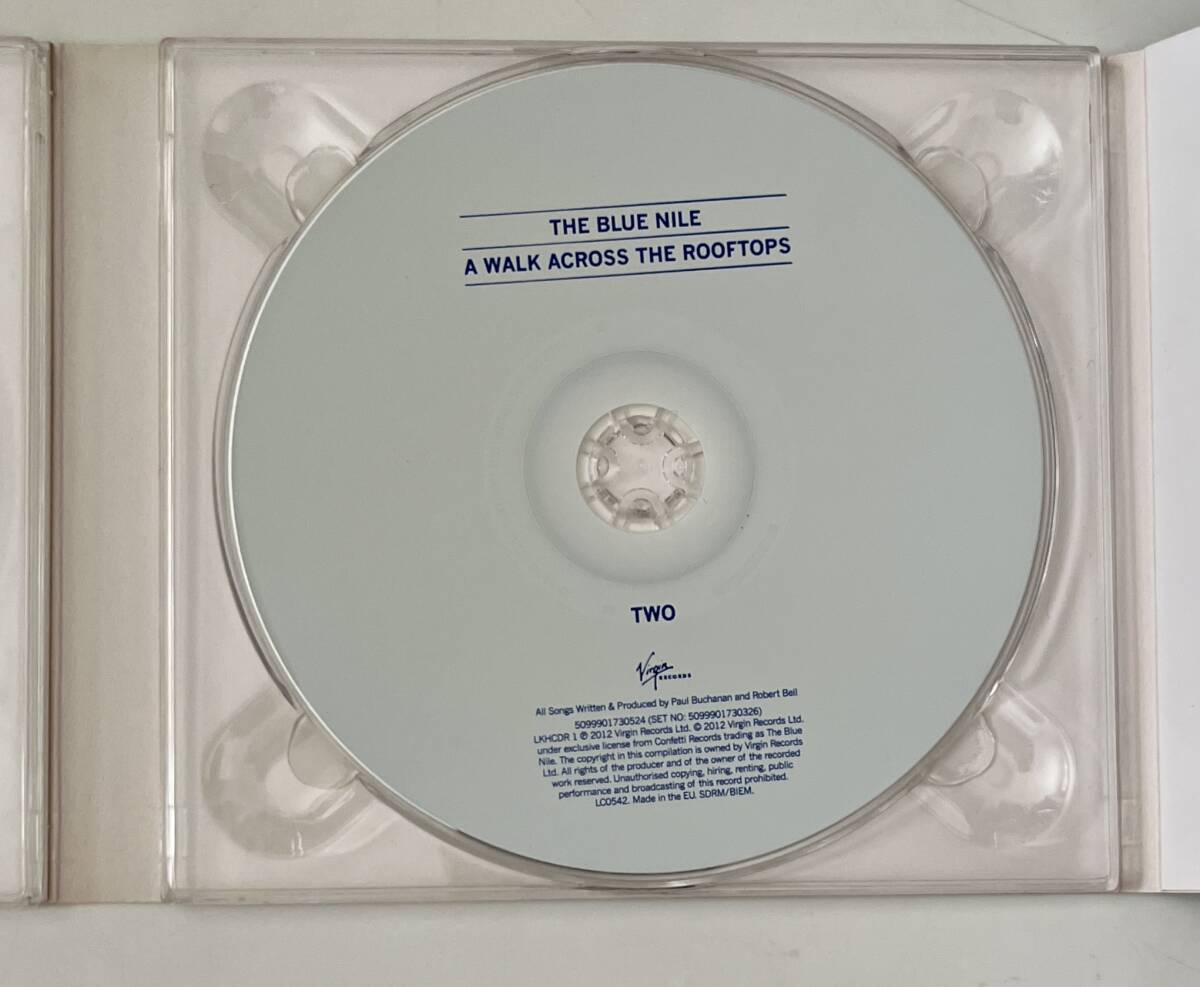 THE BLUE NILE
A WALK ACROSS THE ROOFTOPS
TWO
Virgin
RECORDS
All Songs Written & Produced by Paul Buchanan and Robert Bell
5099901730524 (SET NO: 5099901730326)
LKHCDR 1 ℗ 2012 Virgin Records Ltd. © 2012 Virgin Records Ltd.
under exclusive license from Confetti Records trading as The Blue
Nile. The copyright in this compilation is owned by Virgin Records
Ltd. All rights of the producer and of the owner of the recorded
work reserved. Unauthorised copying, hiring, renting, public
performance and broadcasting of this record prohibited.
LC0542. Made in the EU. SDRM/BIEM.